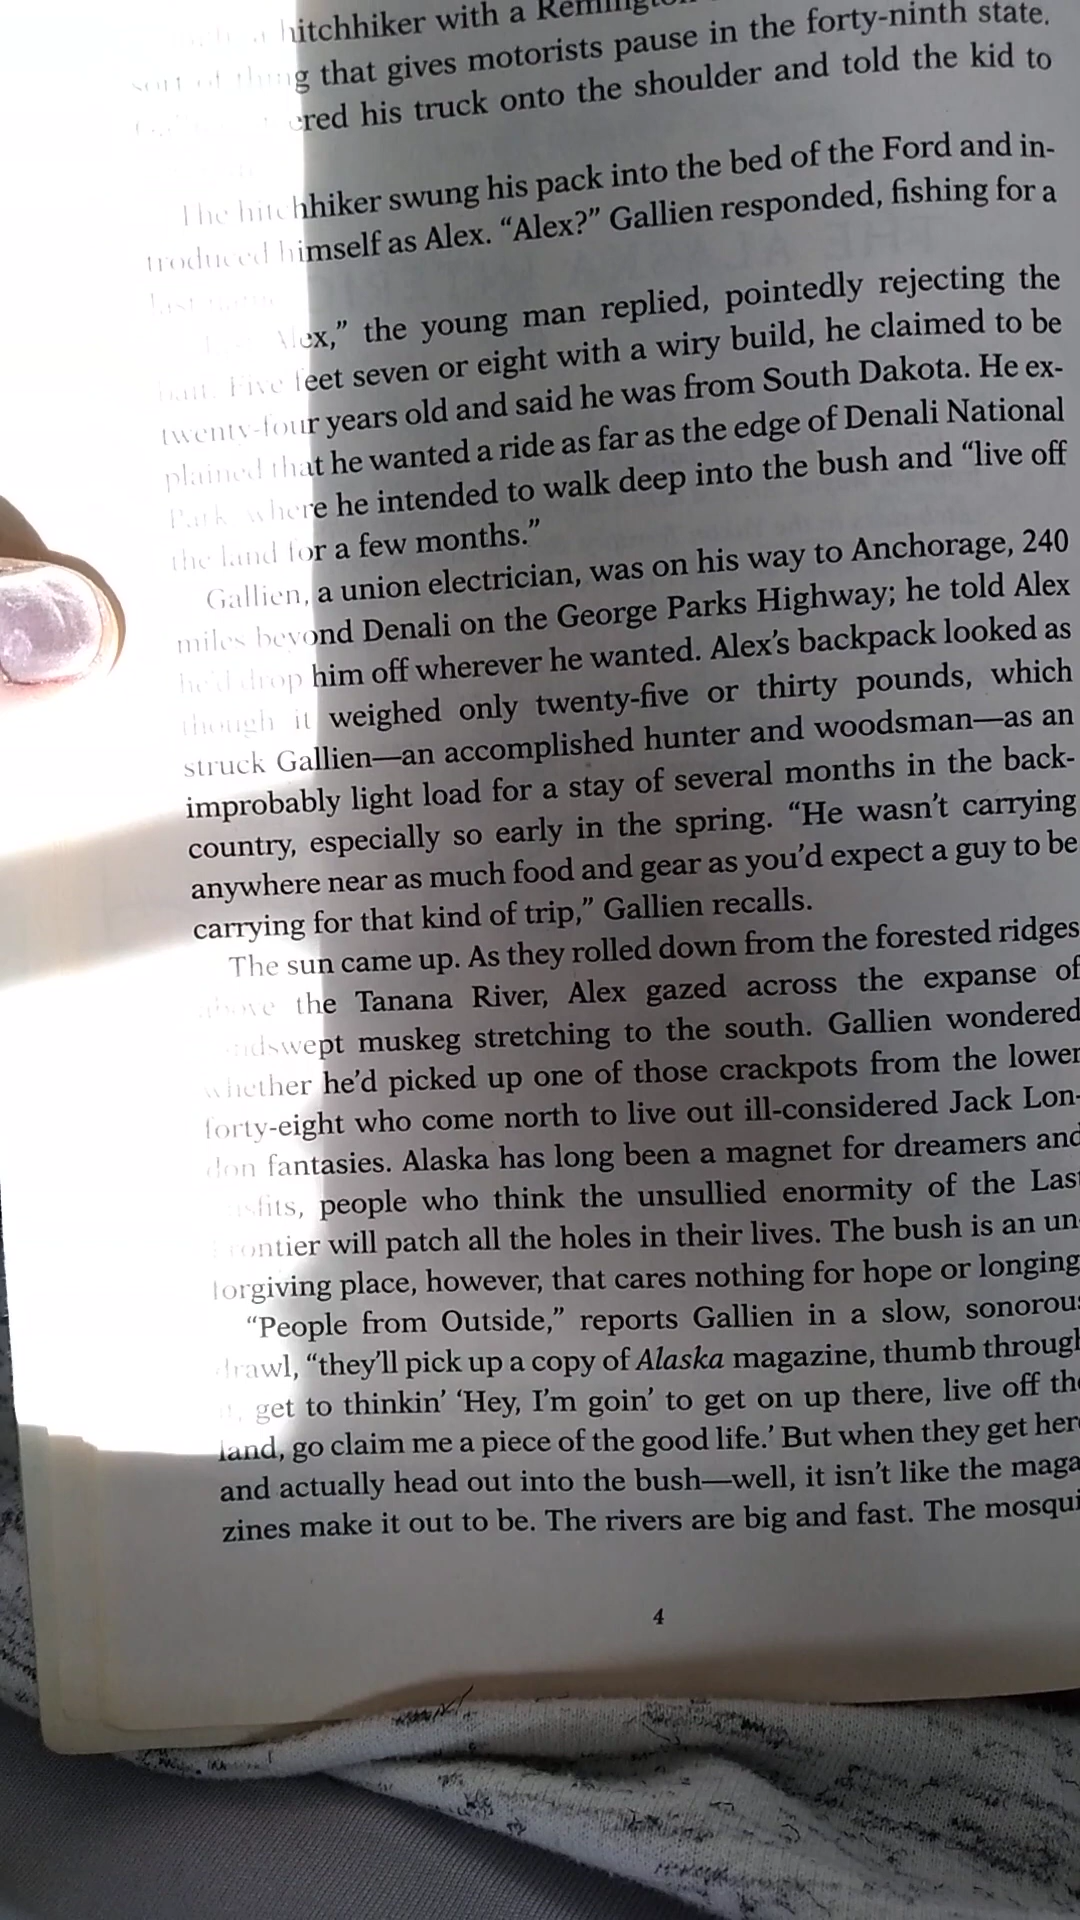 hitchhiker with a Remington
sort of thing that gives motorists pause in the forty-ninth state.
his truck onto the shoulder and told the kid to
The hitchhiker swung his pack into the bed of the Ford and in-
troduced himself as Alex. “Alex?” Gallien responded, fishing for a
last name.
Alex,” the young man replied, pointedly rejecting the
bait. Five feet seven or eight with a wiry build, he claimed to be
twenty-four years old and said he was from South Dakota. He ex-
plained that he wanted a ride as far as the edge of Denali National
Park, where he intended to walk deep into the bush and “live off
the land for a few months.”
Gallien, a union electrician, was on his way to Anchorage, 240
miles beyond Denali on the George Parks Highway; he told Alex
he’d drop him off wherever he wanted. Alex’s backpack looked as
though it weighed only twenty-five or thirty pounds, which
struck Gallien—an accomplished hunter and woodsman—as an
improbably light load for a stay of several months in the back-
country, especially so early in the spring. “He wasn’t carrying
anywhere near as much food and gear as you’d expect a guy to be
carrying for that kind of trip,” Gallien recalls.
The sun came up. As they rolled down from the forested ridges
above the Tanana River, Alex gazed across the expanse of
windswept muskeg stretching to the south. Gallien wondered
whether he’d picked up one of those crackpots from the lower
forty-eight who come north to live out ill-considered Jack Lon-
don fantasies. Alaska has long been a magnet for dreamers and
misfits, people who think the unsullied enormity of the Last
Frontier will patch all the holes in their lives. The bush is an un-
forgiving place, however, that cares nothing for hope or longing
“People from Outside,” reports Gallien in a slow, sonorous
drawl, “they’ll pick up a copy of Alaska magazine, thumb through
it, get to thinkin’ ‘Hey, I’m goin’ to get on up there, live off the
land, go claim me a piece of the good life.’ But when they get here
and actually head out into the bush—well, it isn’t like the maga-
zines make it out to be. The rivers are big and fast. The mosqui
4